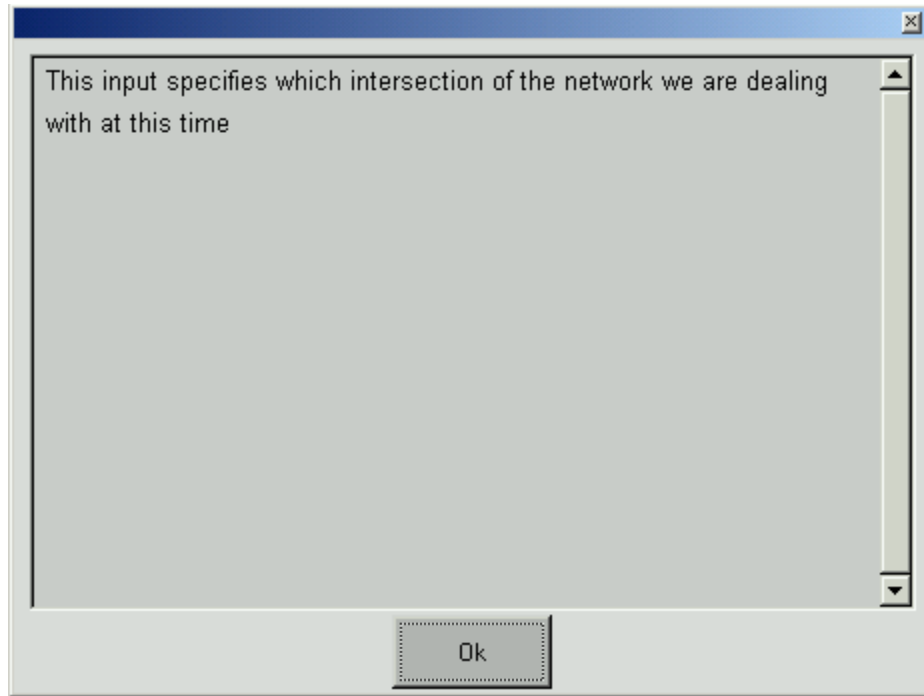 This input specifies which intersection of the network we are dealing
with at this time
Ok